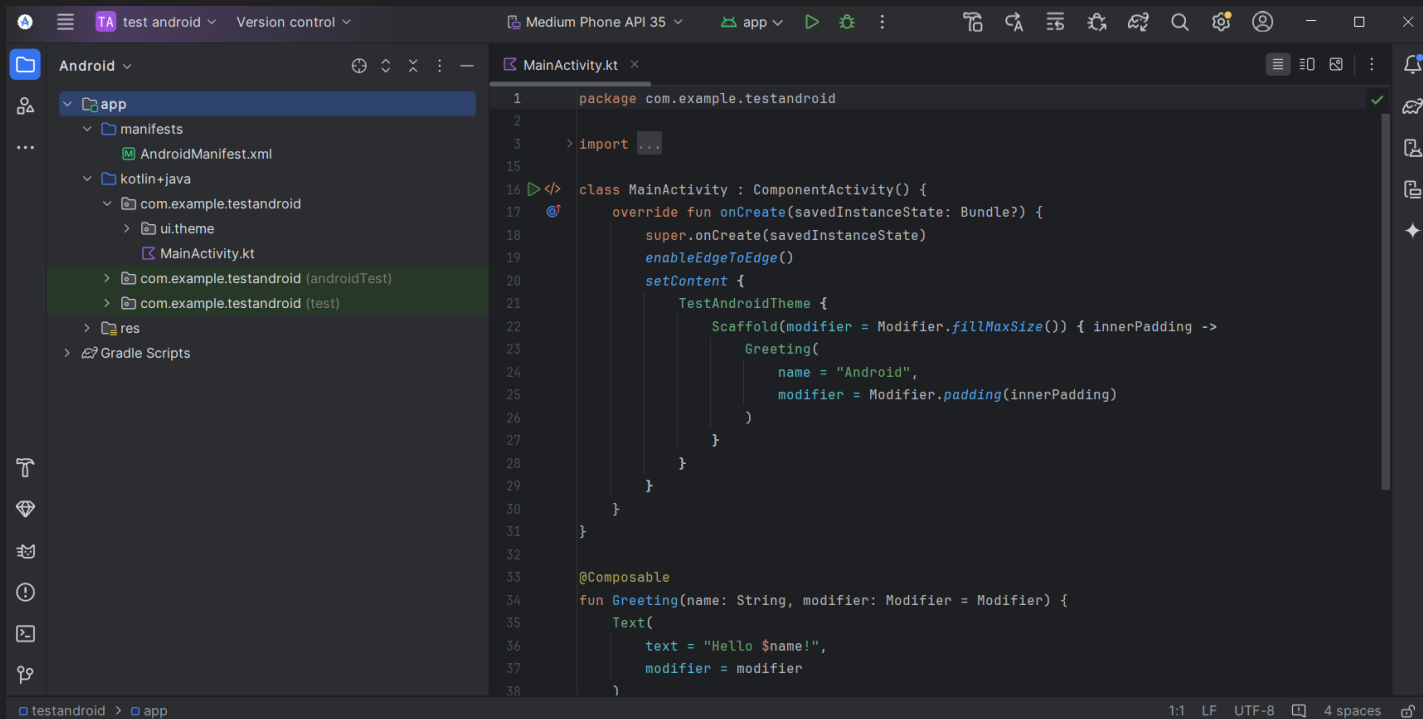 TA test android Version control Medium Phone API 35 app
Android
app
manifests
AndroidManifest.xml
kotlin+java
com.example.testandroid
ui.theme
MainActivity.kt
com.example.testandroid (androidTest)
com.example.testandroid (test)
res
Gradle Scripts
MainActivity.kt
1 package com.example.testandroid
2
3 import ...
15
16 class MainActivity : ComponentActivity() {
17 override fun onCreate(savedInstanceState: Bundle?) {
18 super.onCreate(savedInstanceState)
19 enableEdgeToEdge()
20 setContent {
21 TestAndroidTheme {
22 Scaffold(modifier = Modifier.fillMaxSize()) { innerPadding ->
23 Greeting(
24 name = "Android",
25 modifier = Modifier.padding(innerPadding)
26 )
27 }
28 }
29 }
30 }
31 }
32
33 @Composable
34 fun Greeting(name: String, modifier: Modifier = Modifier) {
35 Text(
36 text = "Hello $name!",
37 modifier = modifier
38 )
testandroid > app 1:1 LF UTF-8 4 spaces